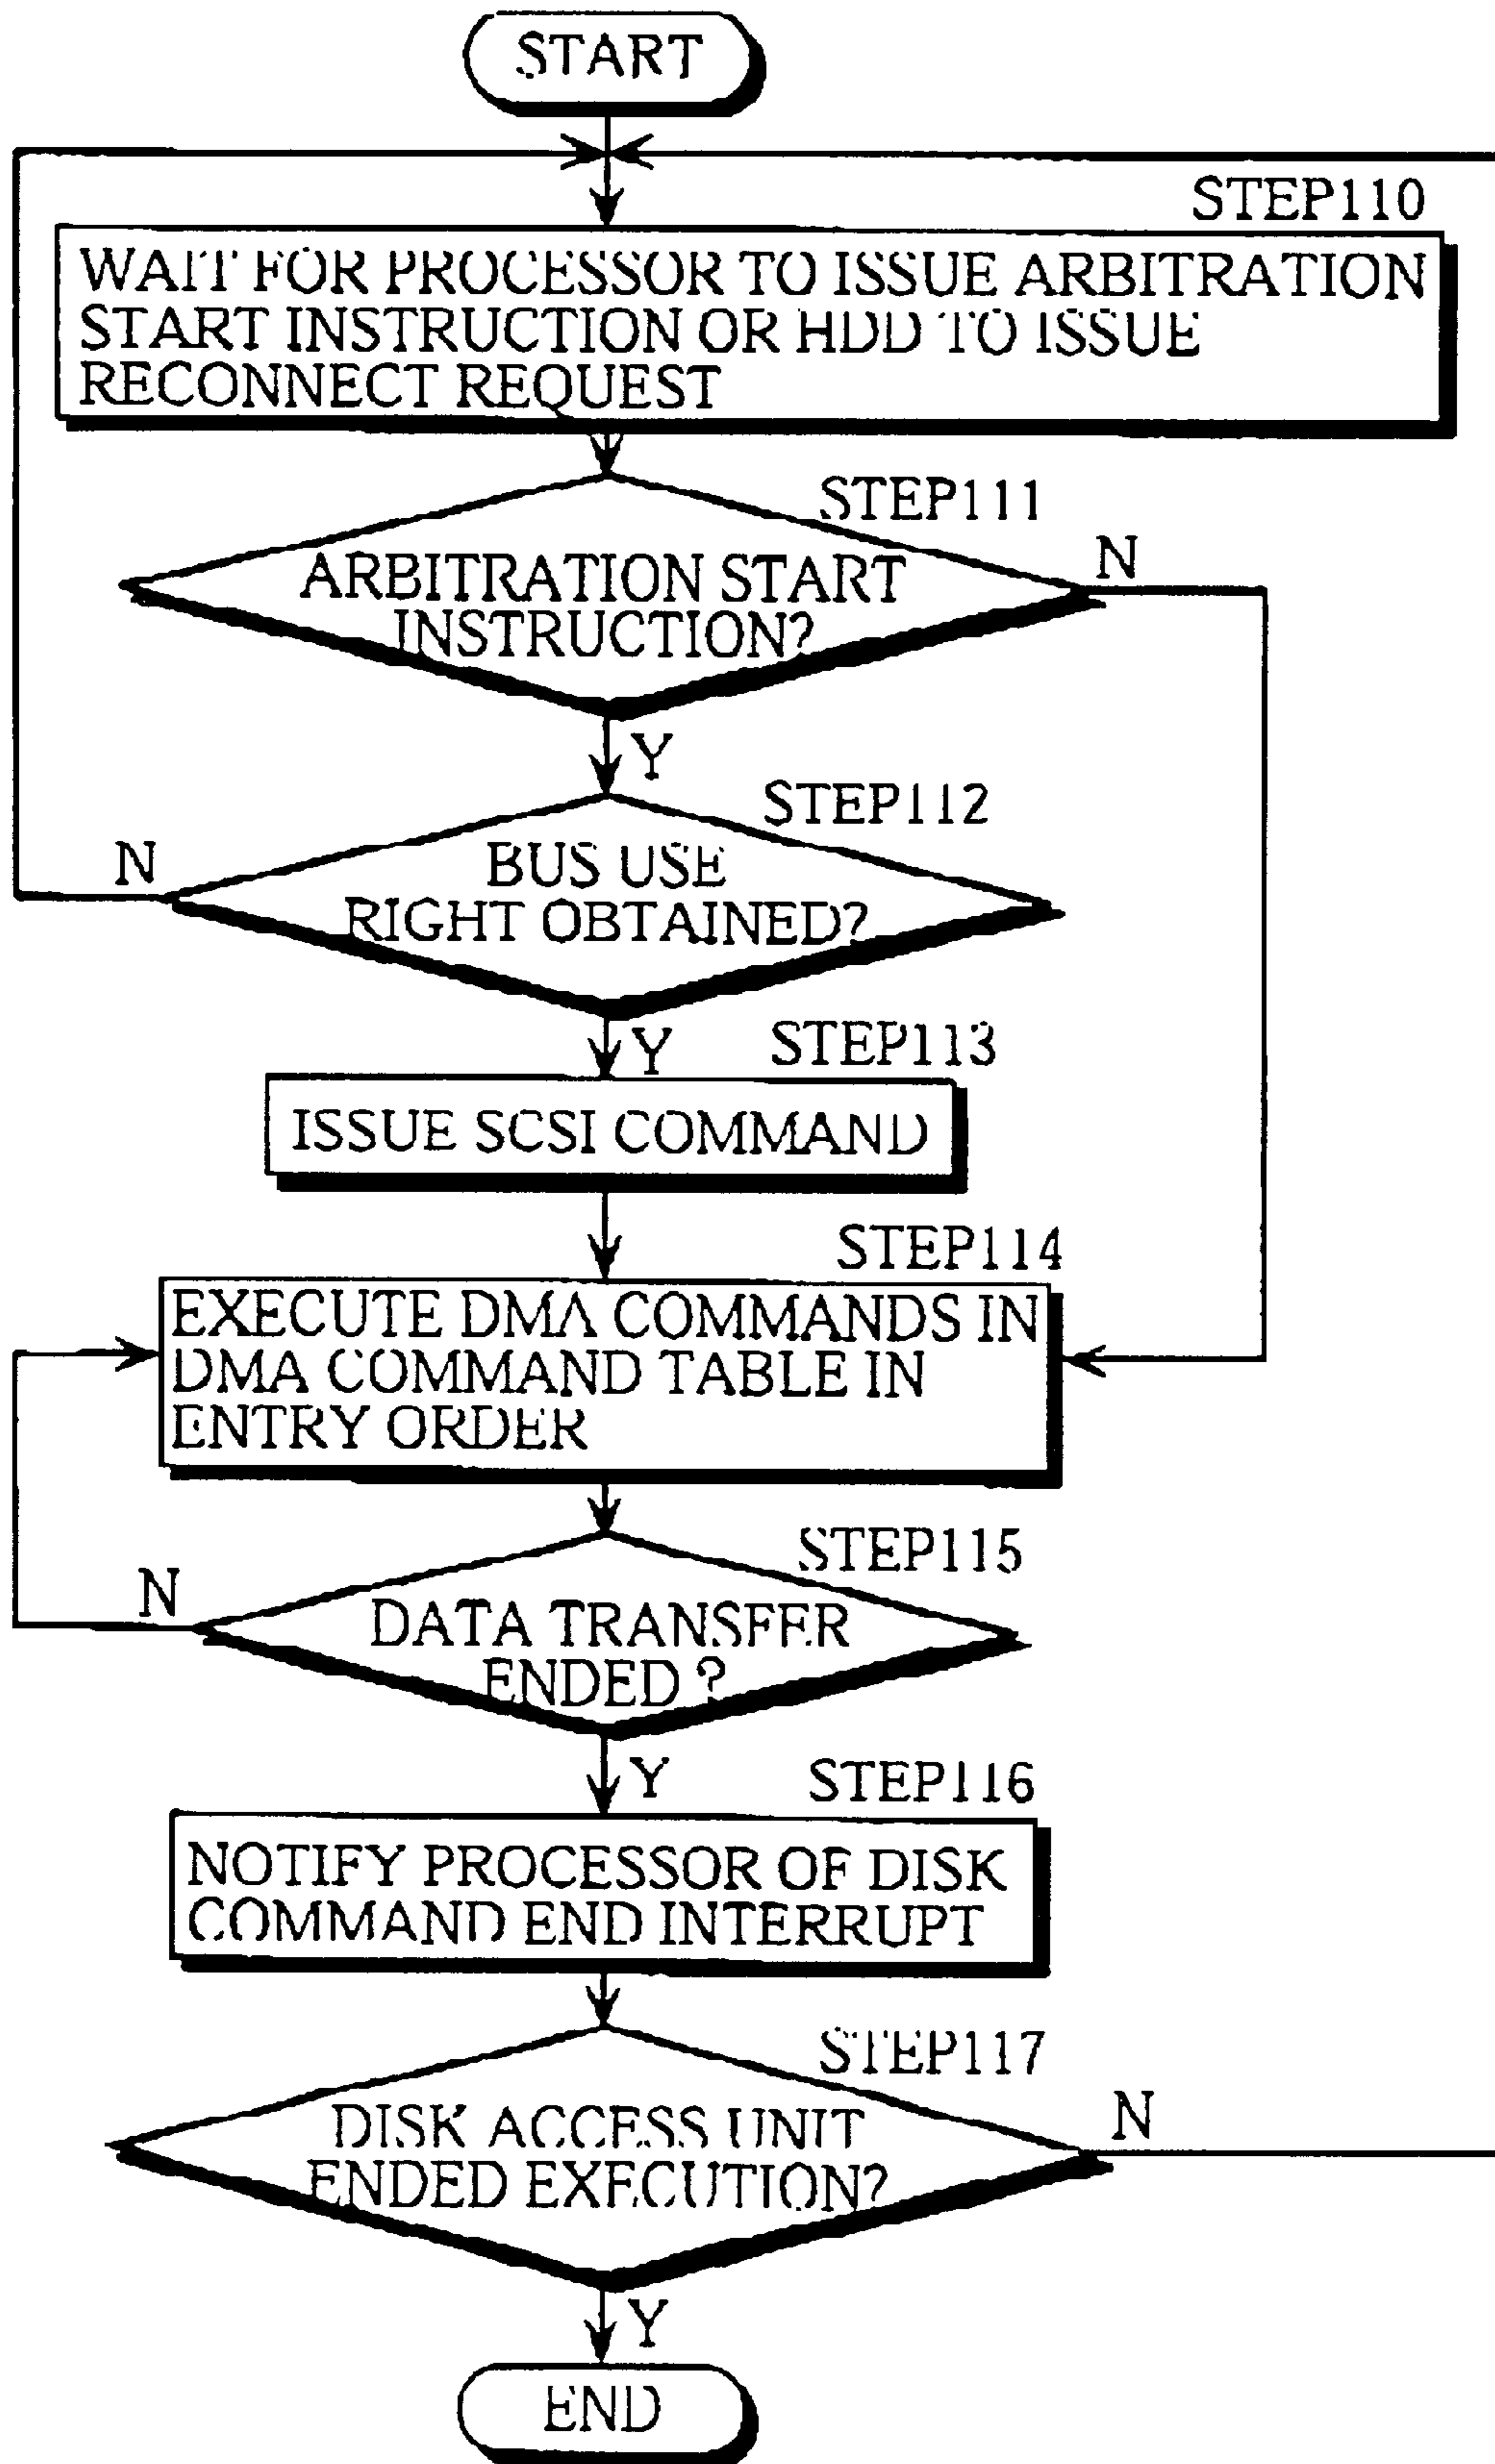 START
STEP110
WAIT FOR PROCESSOR TO ISSUE ARBITRATION
START INSTRUCTION OR HDD TO ISSUE
RECONNECT REQUEST
STEP111
N
ARBITRATION START
INSTRUCTION?
Y
STEP112
N
BUS USE
RIGHT OBTAINED?
Y
STEP113
ISSUE SCSI COMMAND
STEP114
EXECUTE DMA COMMANDS IN
DMA COMMAND TABLE IN
ENTRY ORDER
STEP115
N
DATA TRANSFER
ENDED ?
Y
STEP116
NOTIFY PROCESSOR OF DISK
COMMAND END INTERRUPT
STEP117
N
DISK ACCESS UNIT
ENDED EXECUTION?
Y
END